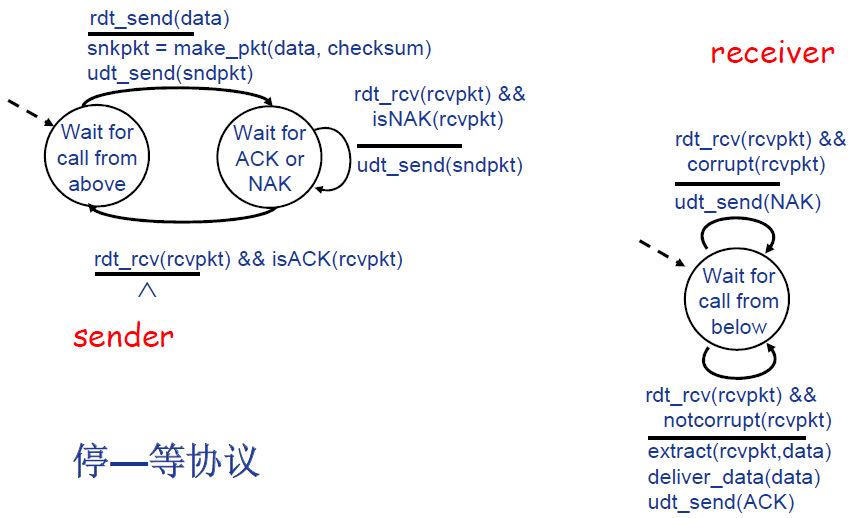 rdt_send(data)
snkpkt = make_pkt(data, checksum)
udt_send(sndpkt)
Wait for
call from
above
Wait for
ACK or
NAK
rdt_rcv(rcvpkt) &&
isNAK(rcvpkt)
udt_send(sndpkt)
rdt_rcv(rcvpkt) && isACK(rcvpkt)
Λ
sender
停—等协议
receiver
rdt_rcv(rcvpkt) &&
corrupt(rcvpkt)
udt_send(NAK)
Wait for
call from
below
rdt_rcv(rcvpkt) &&
notcorrupt(rcvpkt)
extract(rcvpkt,data)
deliver_data(data)
udt_send(ACK)